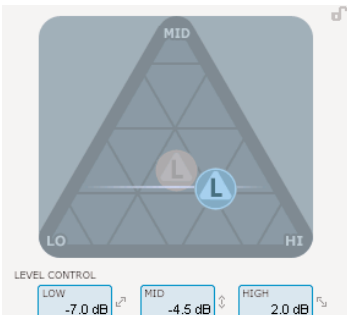 MID
L
L
LO HI
LEVEL CONTROL
LOW MID HIGH
-7.0 dB -4.5 dB 2.0 dB